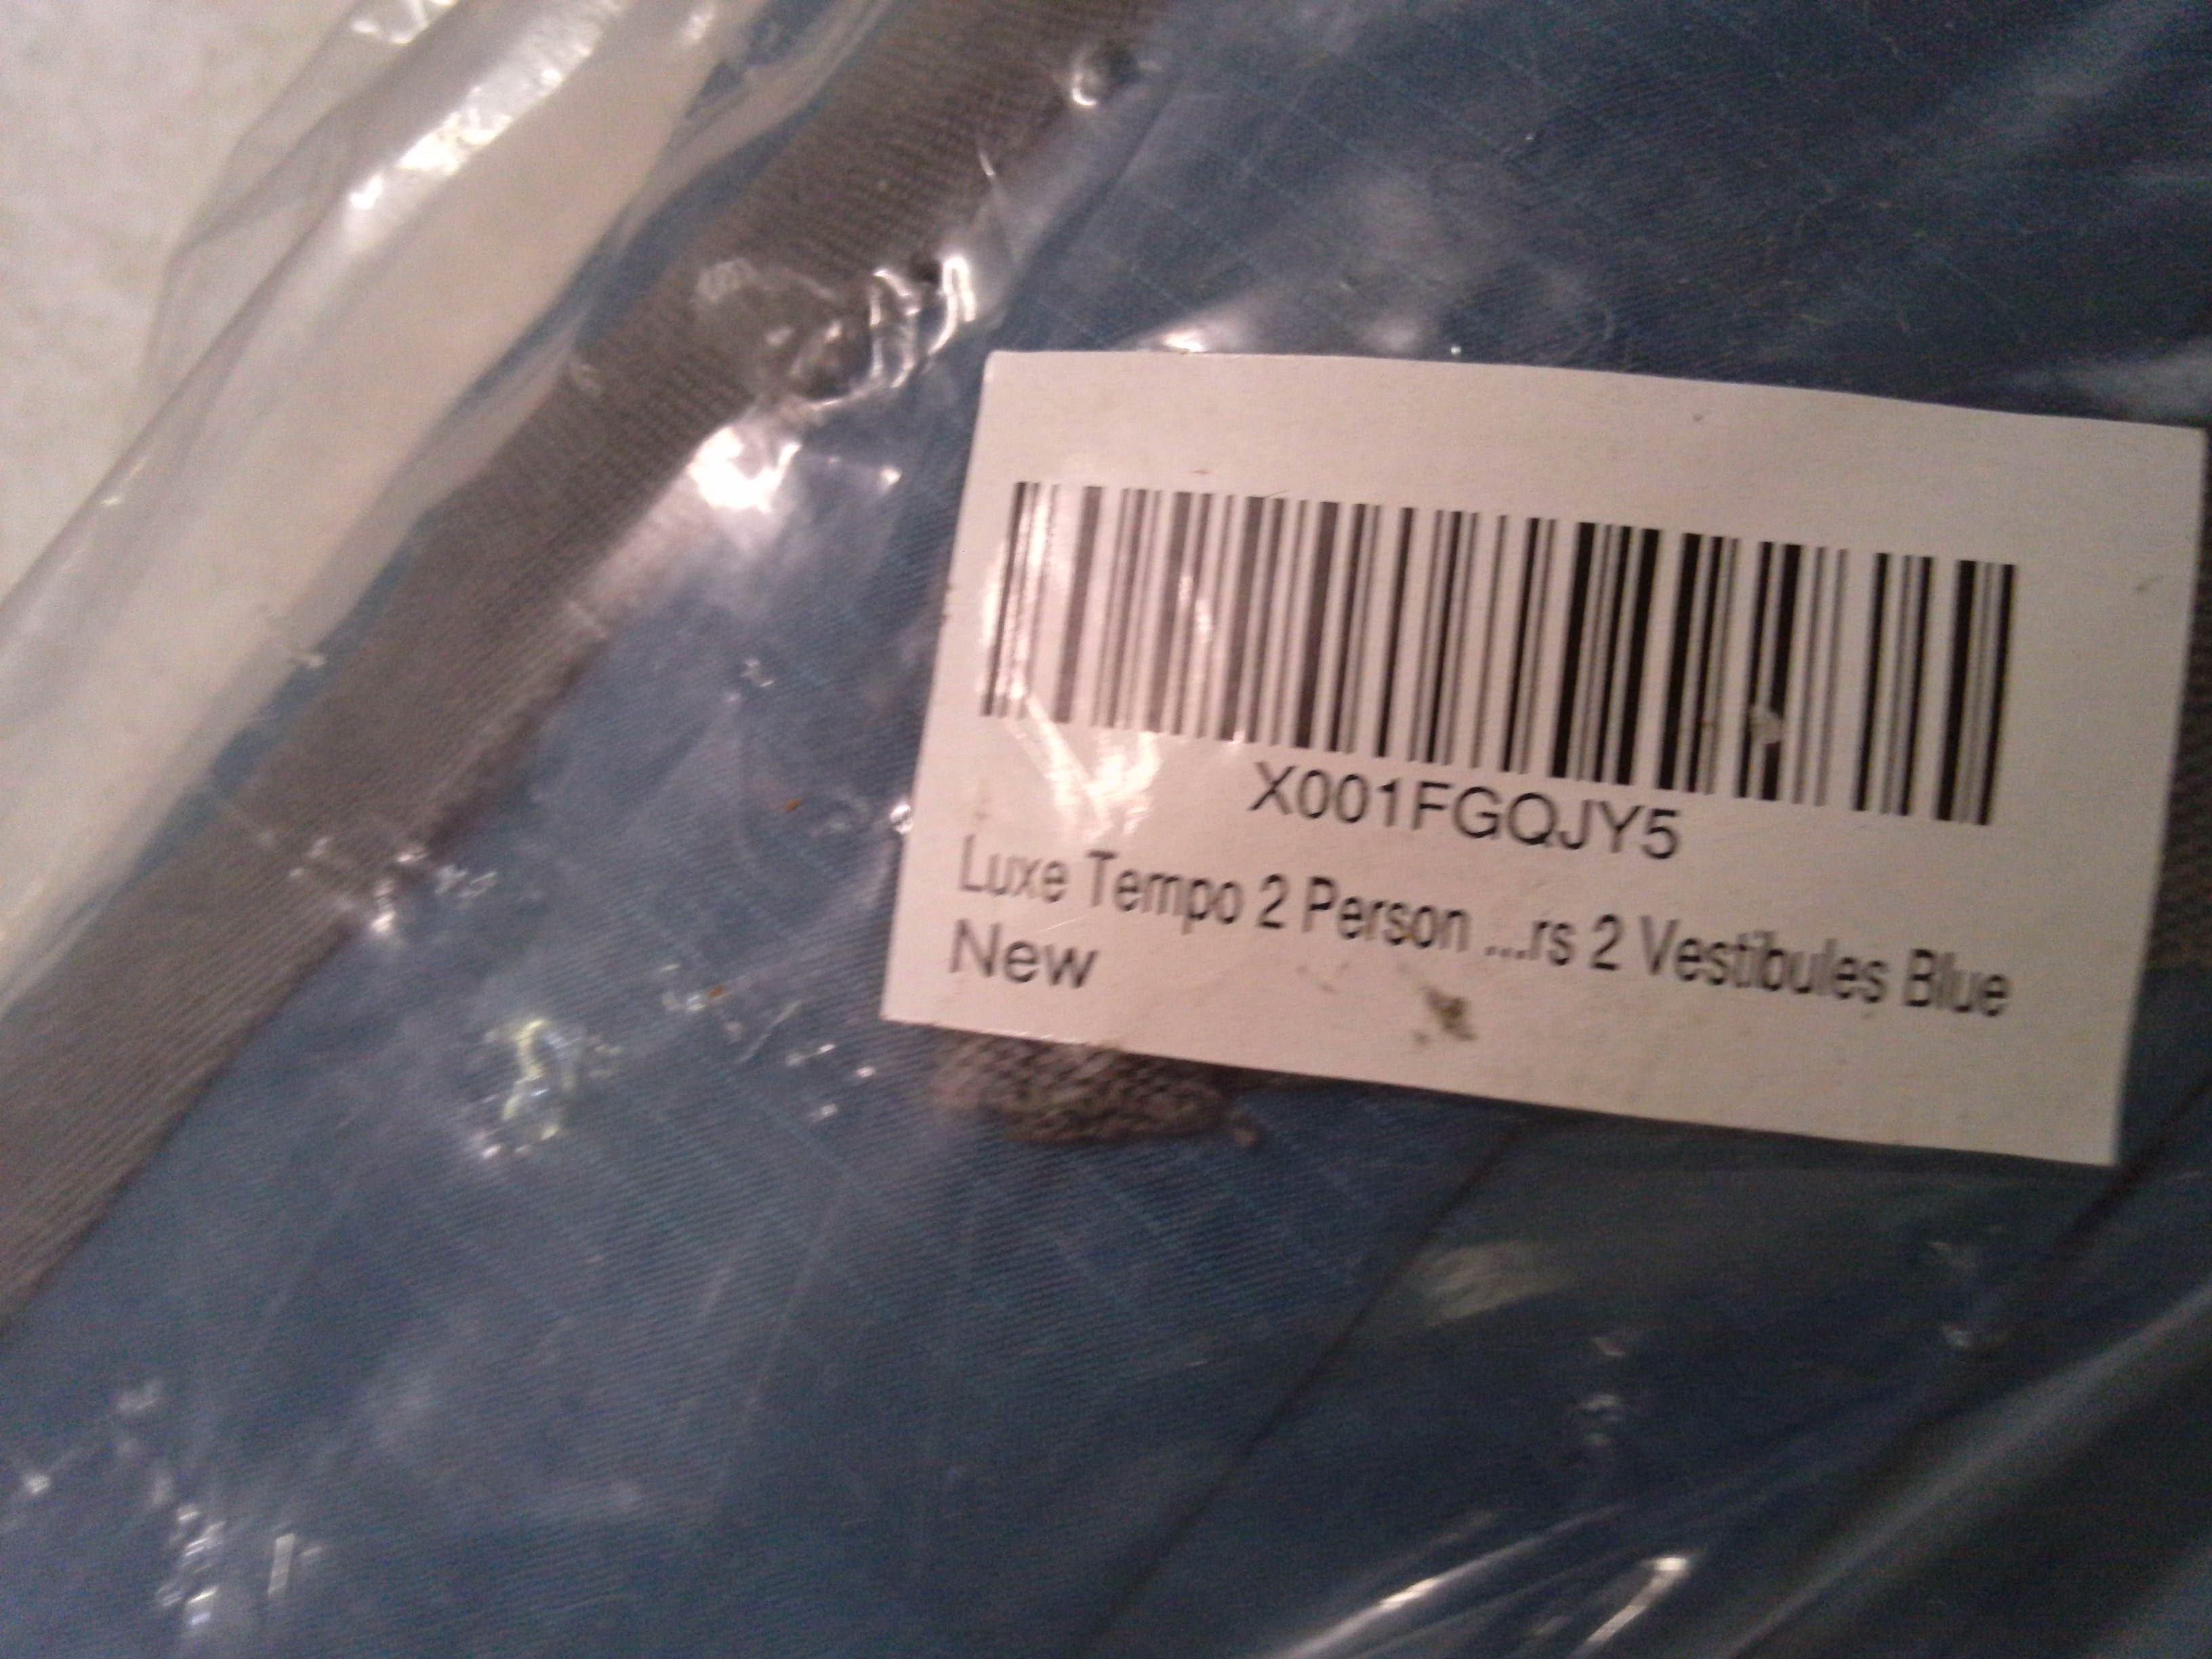 X001FGQJY5
Luxe Tempo 2 Person ...rs 2 Vestibules Blue
New